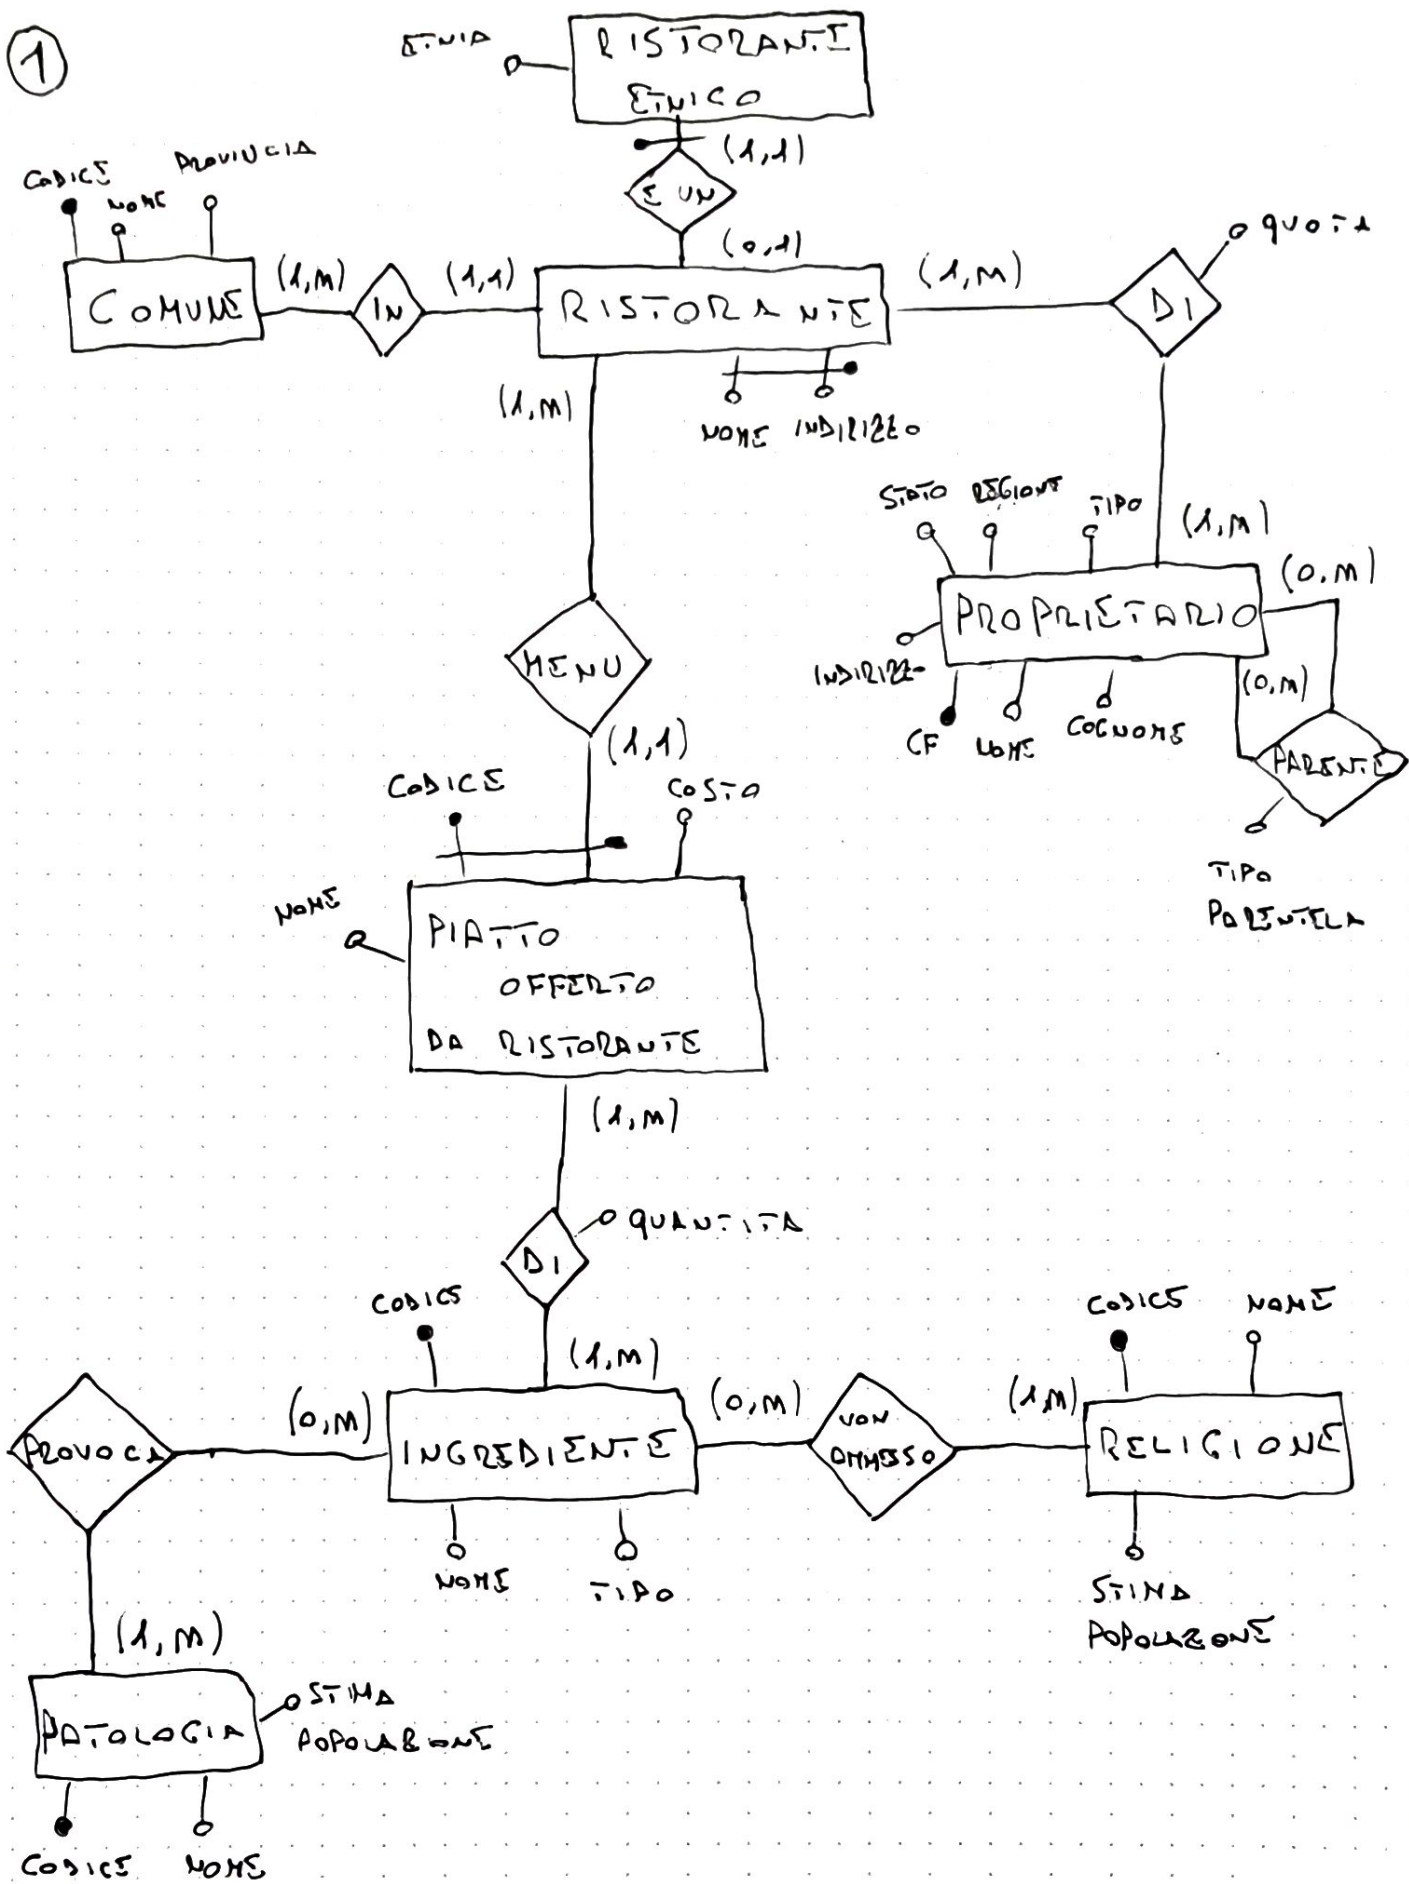 1
ETNIA
RISTORANTE
ETNICO
(1,1)
E UN
(0,1)
CODICE
NOME
PROVINCIA
COMUNE
(1,M)
IN
(1,1)
RISTORANTE
(1,M)
DI
QUOTA
(1,M)
NOME
INDIRIZZO
STATO
REGIONE
TIPO
(1,M)
(0,M)
PROPRIETARIO
INDIRIZZO
(0,M)
CF
NOME
COGNOME
PARENTE
TIPO
PARENTELA
MENU
(1,1)
CODICE
COSTO
NOME
PIATTO
OFFERTO
DA RISTORANTE
(1,M)
DI
QUANTITA
CODICE
(1,M)
CODICE
NOME
PROVOCA
(0,M)
INGREDIENTE
(0,M)
NON
AMMESSO
(1,M)
RELIGIONE
NOME
TIPO
STIMA
POPOLAZIONE
(1,M)
PATOLOGIA
STIMA
POPOLAZIONE
CODICE
NOME